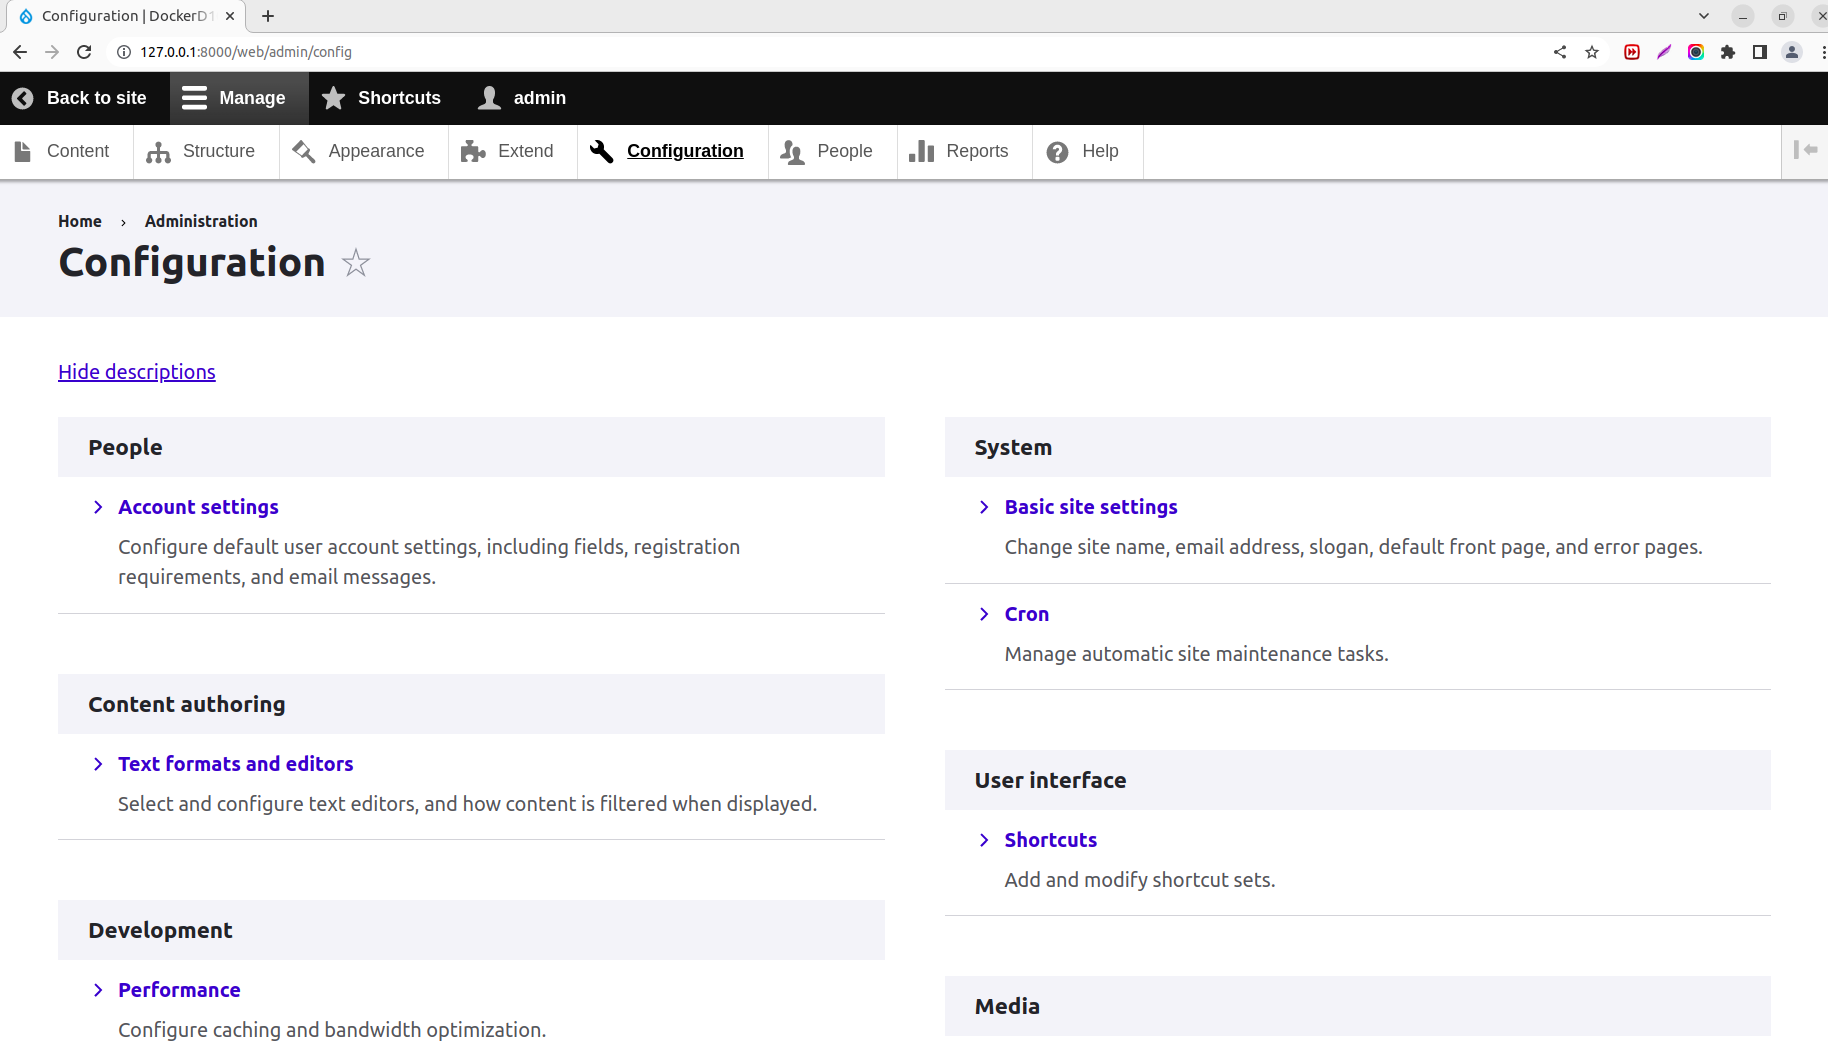 Configuration | DockerD1
127.0.0.1:8000/web/admin/config
Back to site Manage Shortcuts admin
Content Structure Appearance Extend Configuration People Reports Help
Home › Administration
Configuration
Hide descriptions
People
Account settings
Configure default user account settings, including fields, registration
requirements, and email messages.
Content authoring
Text formats and editors
Select and configure text editors, and how content is filtered when displayed.
Development
Performance
Configure caching and bandwidth optimization.
System
Basic site settings
Change site name, email address, slogan, default front page, and error pages.
Cron
Manage automatic site maintenance tasks.
User interface
Shortcuts
Add and modify shortcut sets.
Media